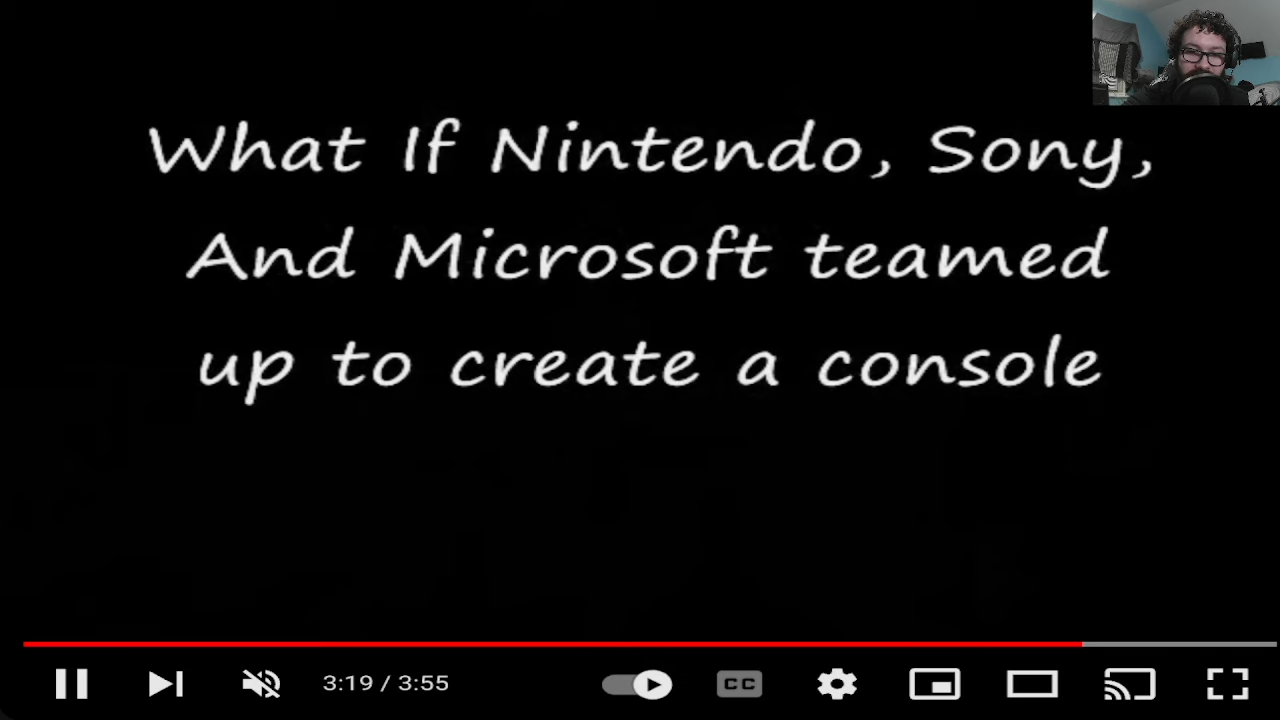 What If Nintendo, Sony,
And Microsoft teamed
up to create a console
3:19 / 3:55
CC